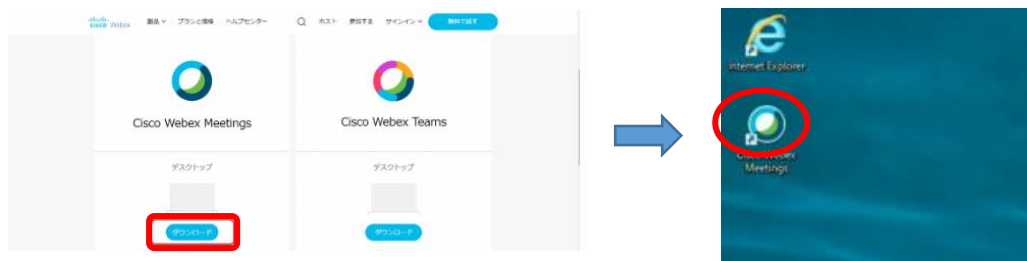 cisco Webex 製品 プランと価格 ヘルプセンター ホスト 参加する サインイン 無料で試す
Cisco Webex Meetings
Cisco Webex Teams
デスクトップ
デスクトップ
ダウンロード
ダウンロード
Internet Explorer
Cisco Webex
Meetings